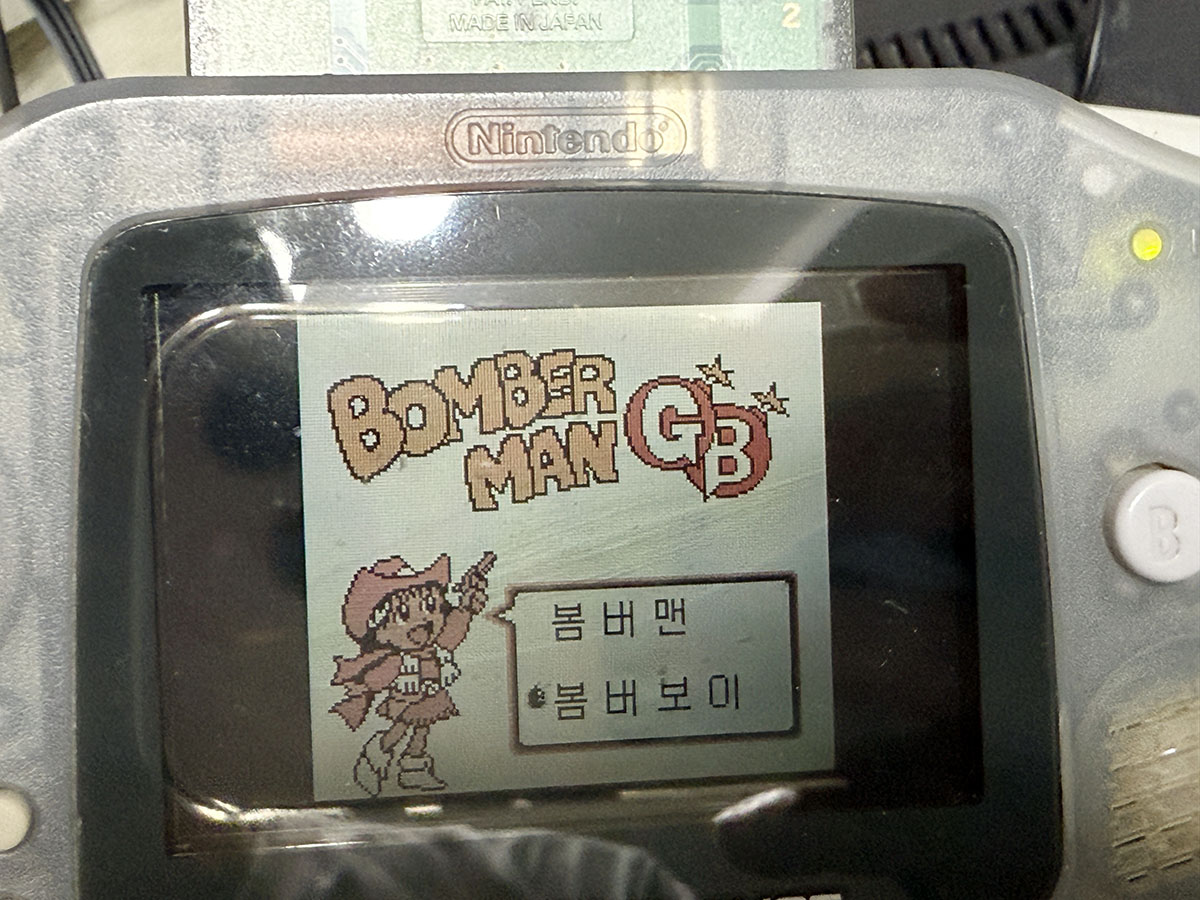 MADE IN JAPAN
2
Nintendo
BOMBER
MAN GB
봄버맨
봄버보이
B